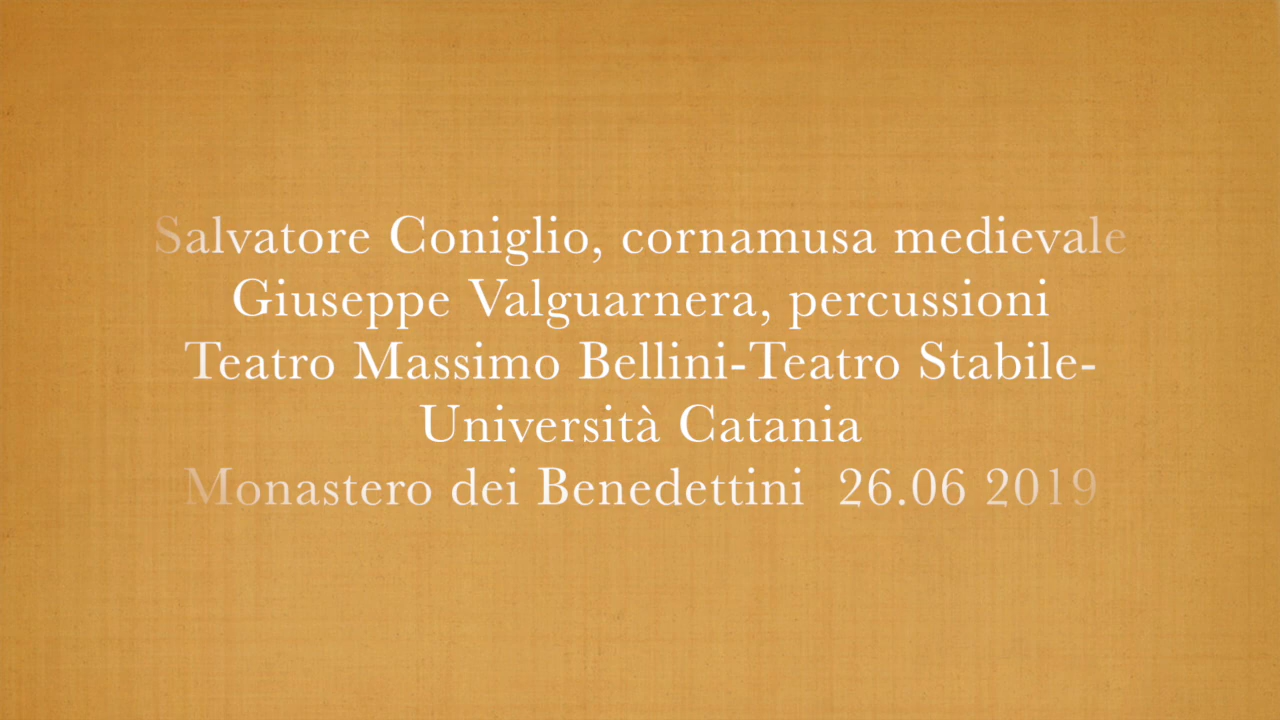 Salvatore Coniglio, cornamusa medievale
Giuseppe Valguarnera, percussioni
Teatro Massimo Bellini-Teatro Stabile-
Università Catania
Monastero dei Benedettini  26.06 2019